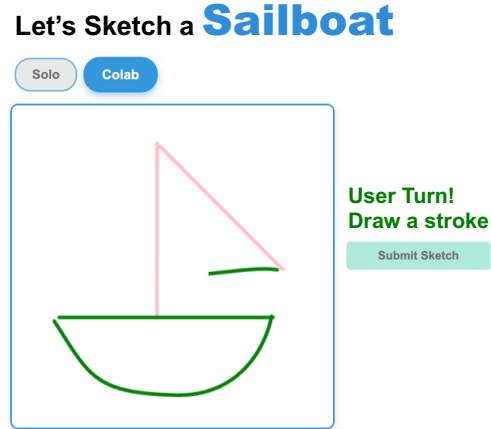 Let's Sketch a Sailboat
Solo Colab
User Turn!
Draw a stroke
Submit Sketch